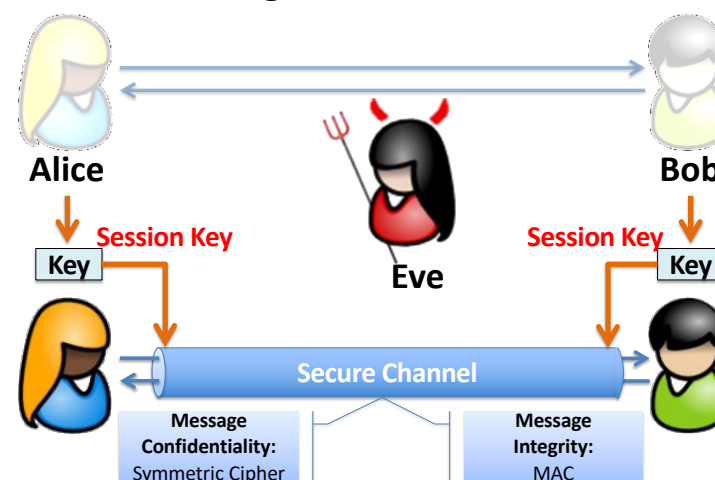 Alice
Bob
Session Key
Session Key
Key
Key
Eve
Secure Channel
Message
Confidentiality:
Symmetric Cipher
Message
Integrity:
MAC